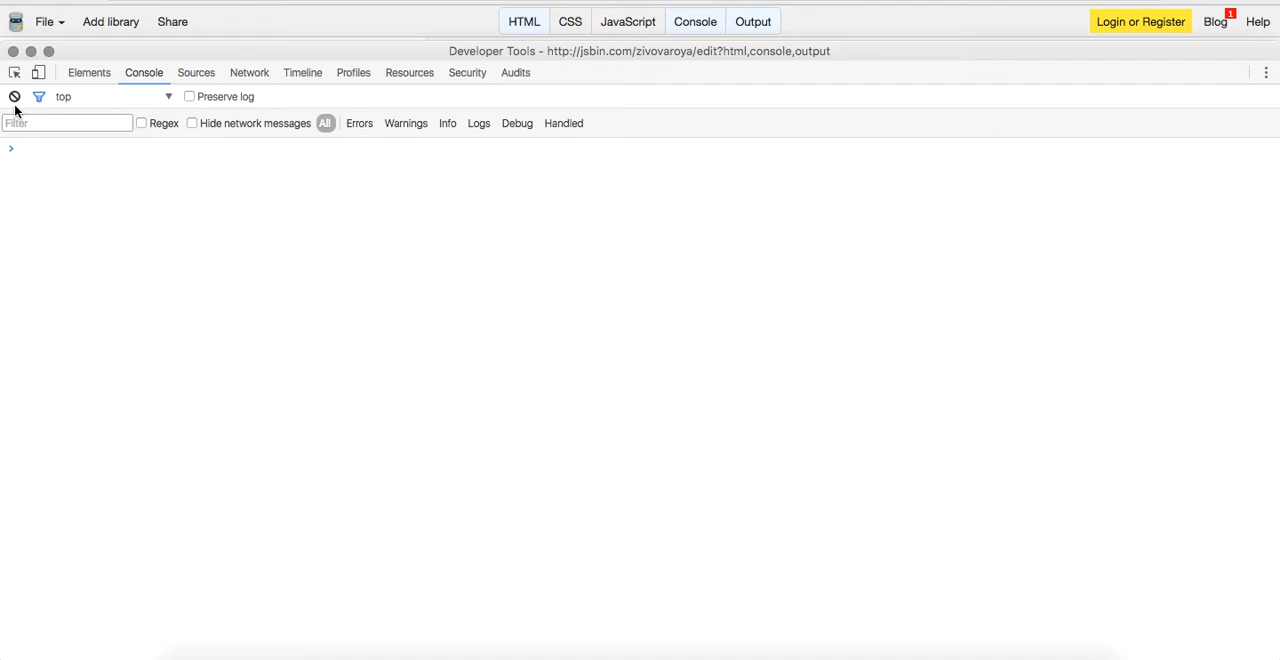 File Add library Share HTML CSS JavaScript Console Output Login or Register Blog 1 Help
Developer Tools - http://jsbin.com/zivovaroya/edit?html,console,output
Elements Console Sources Network Timeline Profiles Resources Security Audits
top Preserve log
Filter Regex Hide network messages All Errors Warnings Info Logs Debug Handled